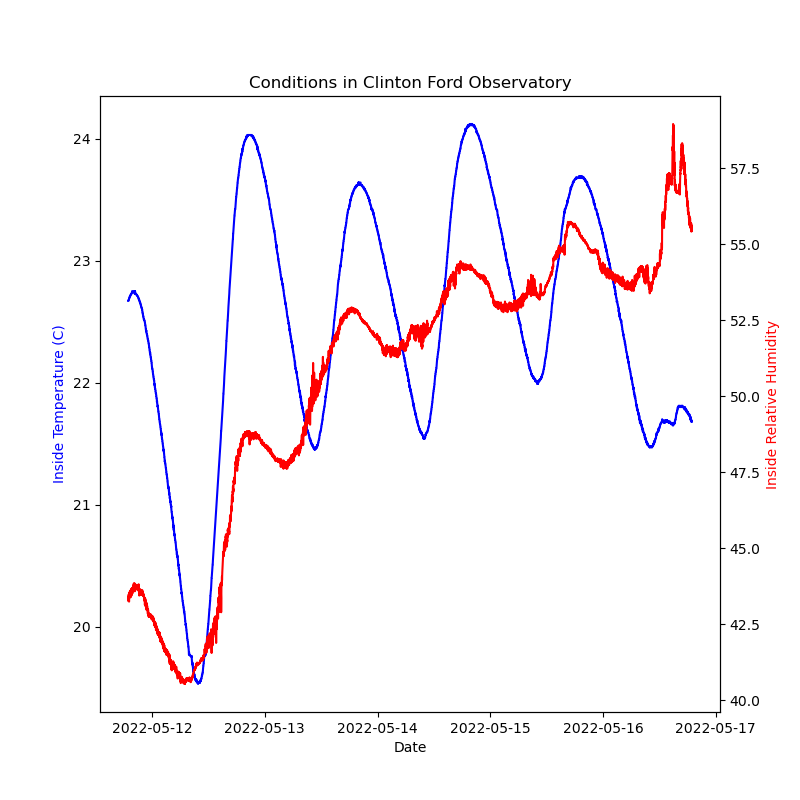 Conditions in Clinton Ford Observatory
24
23
22
21
20
Inside Temperature (C)
57.5
55.0
52.5
50.0
47.5
45.0
42.5
40.0
Inside Relative Humidity
2022-05-12 2022-05-13 2022-05-14 2022-05-15 2022-05-16 2022-05-17
Date